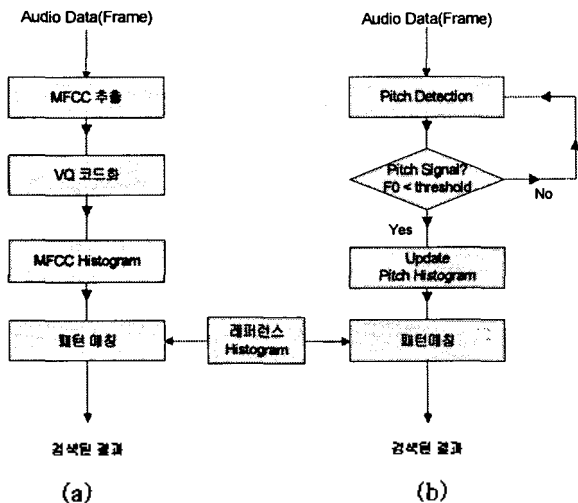 Audio Data(Frame)
MFCC 추출
VQ 코드화
MFCC Histogram
패턴 매칭
검색된 결과
(a)
레퍼런스
Histogram
Audio Data(Frame)
Pitch Detection
Pitch Signal?
F0 < threshold
No
Yes
Update
Pitch Histogram
패턴매칭
검색된 결과
(b)